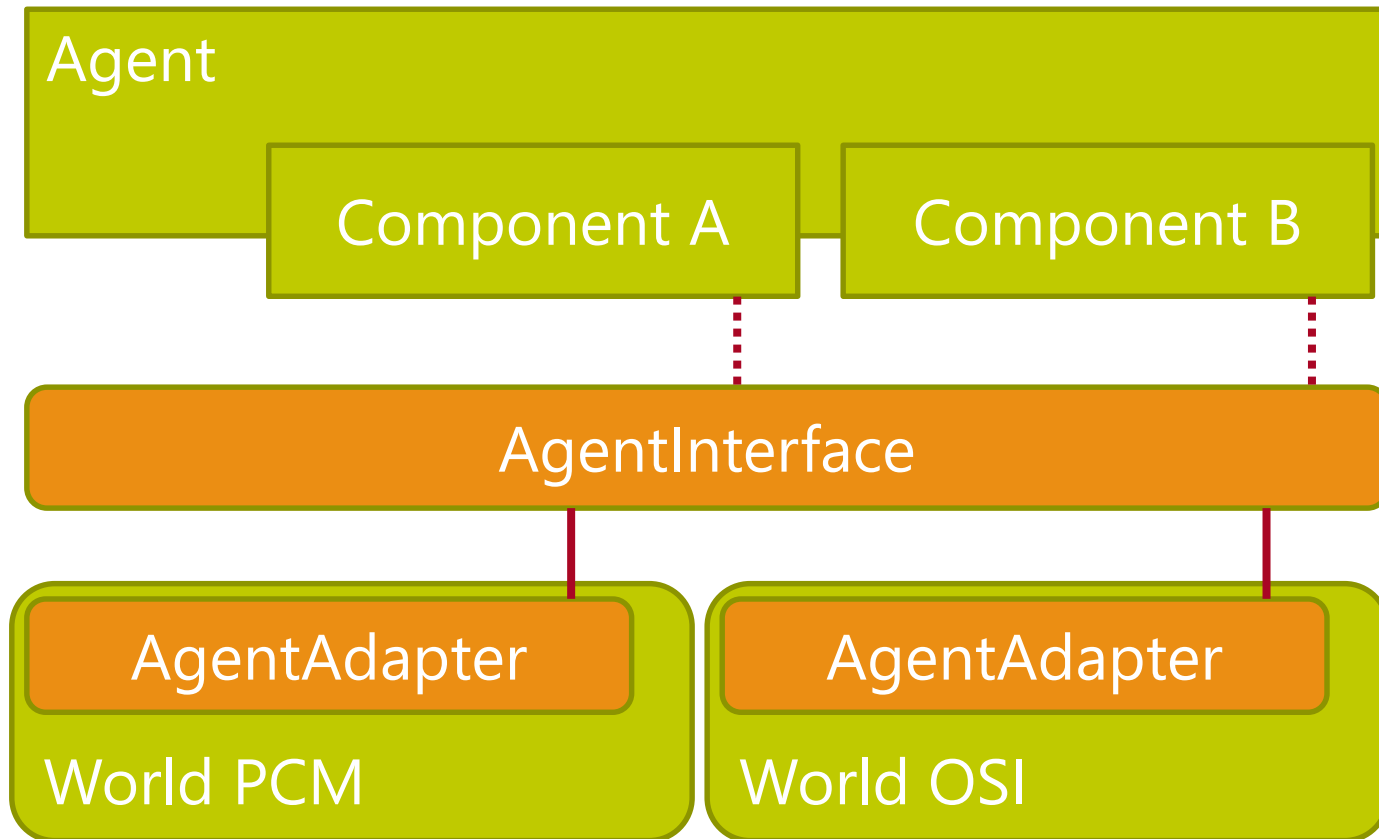 Agent
Component A
Component B
AgentInterface
AgentAdapter
AgentAdapter
World PCM
World OSI